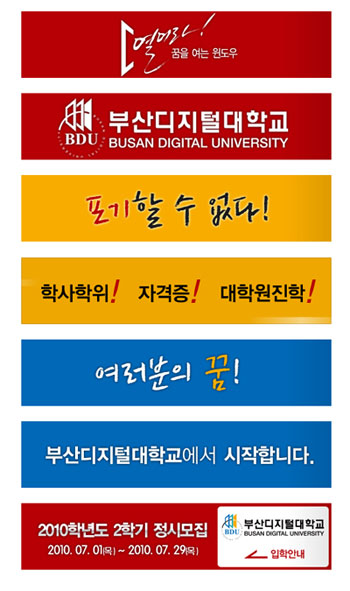 열어라!
꿈을 여는 윈도우
BDU
부산디지털대학교
BUSAN DIGITAL UNIVERSITY
포기할 수 없다!
학사학위! 자격증! 대학원진학!
여러분의 꿈!
부산디지털대학교에서 시작합니다.
2010학년도 2학기 정시모집
2010. 07. 01(목) ~ 2010. 07. 29(목)
BDU
부산디지털대학교
BUSAN DIGITAL UNIVERSITY
입학안내